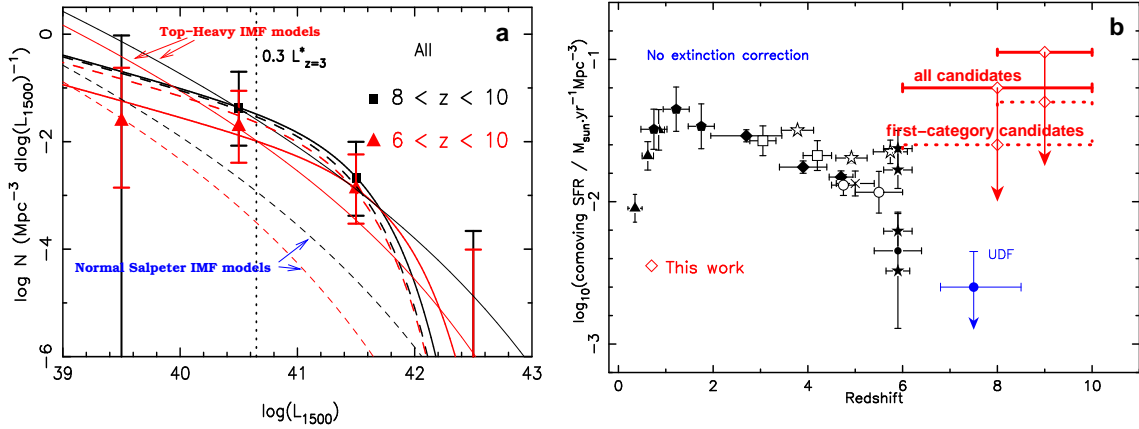 a
Top-Heavy IMF models
0.3 L*z=3
All
8 < z < 10
6 < z < 10
Normal Salpeter IMF models
0
−2
−4
−6
39
40
41
42
43
log(L1500)
log N (Mpc−3 dlog(L1500)−1)
b
No extinction correction
all candidates
first-category candidates
This work
UDF
−1
−2
−3
0
2
4
6
8
10
Redshift
log10(comoving SFR / Msun.yr−1Mpc−3)